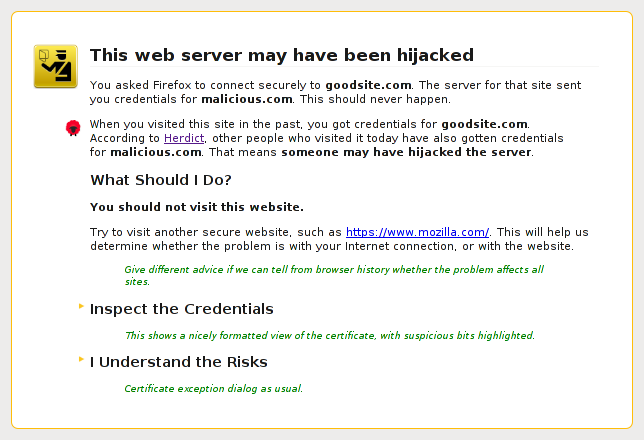 This web server may have been hijacked
You asked Firefox to connect securely to goodsite.com. The server for that site sent
you credentials for malicious.com. This should never happen.
When you visited this site in the past, you got credentials for goodsite.com.
According to Herdict, other people who visited it today have also gotten credentials
for malicious.com. That means someone may have hijacked the server.
What Should I Do?
You should not visit this website.
Try to visit another secure website, such as https://www.mozilla.com/. This will help us
determine whether the problem is with your Internet connection, or with the website.
Give different advice if we can tell from browser history whether the problem affects all
sites.
Inspect the Credentials
This shows a nicely formatted view of the certificate, with suspicious bits highlighted.
I Understand the Risks
Certificate exception dialog as usual.